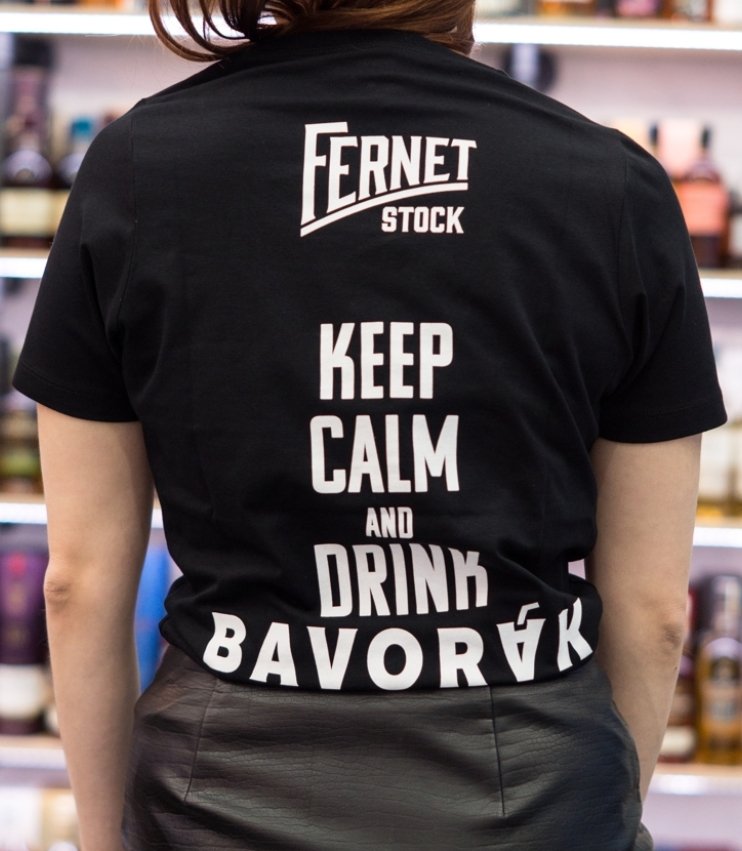 FERNET
STOCK
KEEP
CALM
AND
DRINK
BAVORÁK